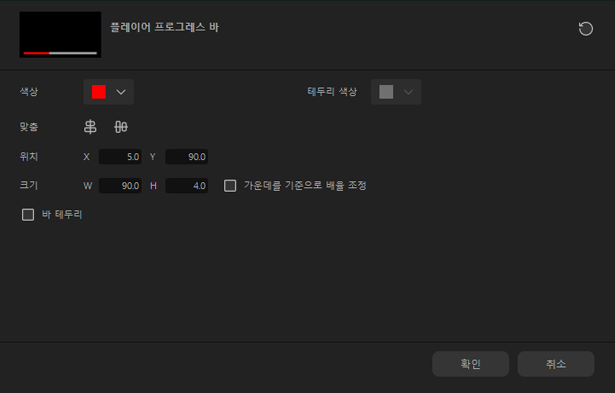 플레이어 프로그레스 바
색상 테두리 색상
맞춤
위치 X 5.0 Y 90.0
크기 W 90.0 H 4.0 가운데를 기준으로 배율 조정
바 테두리
확인 취소